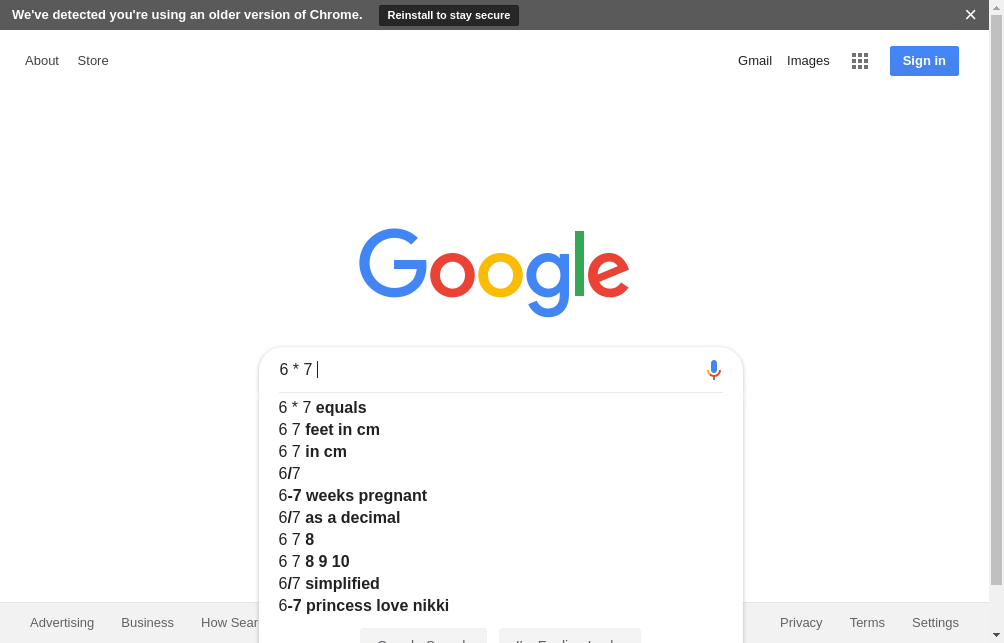 We've detected you're using an older version of Chrome. Reinstall to stay secure
About Store Gmail Images Sign in
Google
6 * 7
6 * 7 equals
6 7 feet in cm
6 7 in cm
6/7
6-7 weeks pregnant
6/7 as a decimal
6 7 8
6 7 8 9 10
6/7 simplified
6-7 princess love nikki
Advertising Business How Sear Privacy Terms Settings